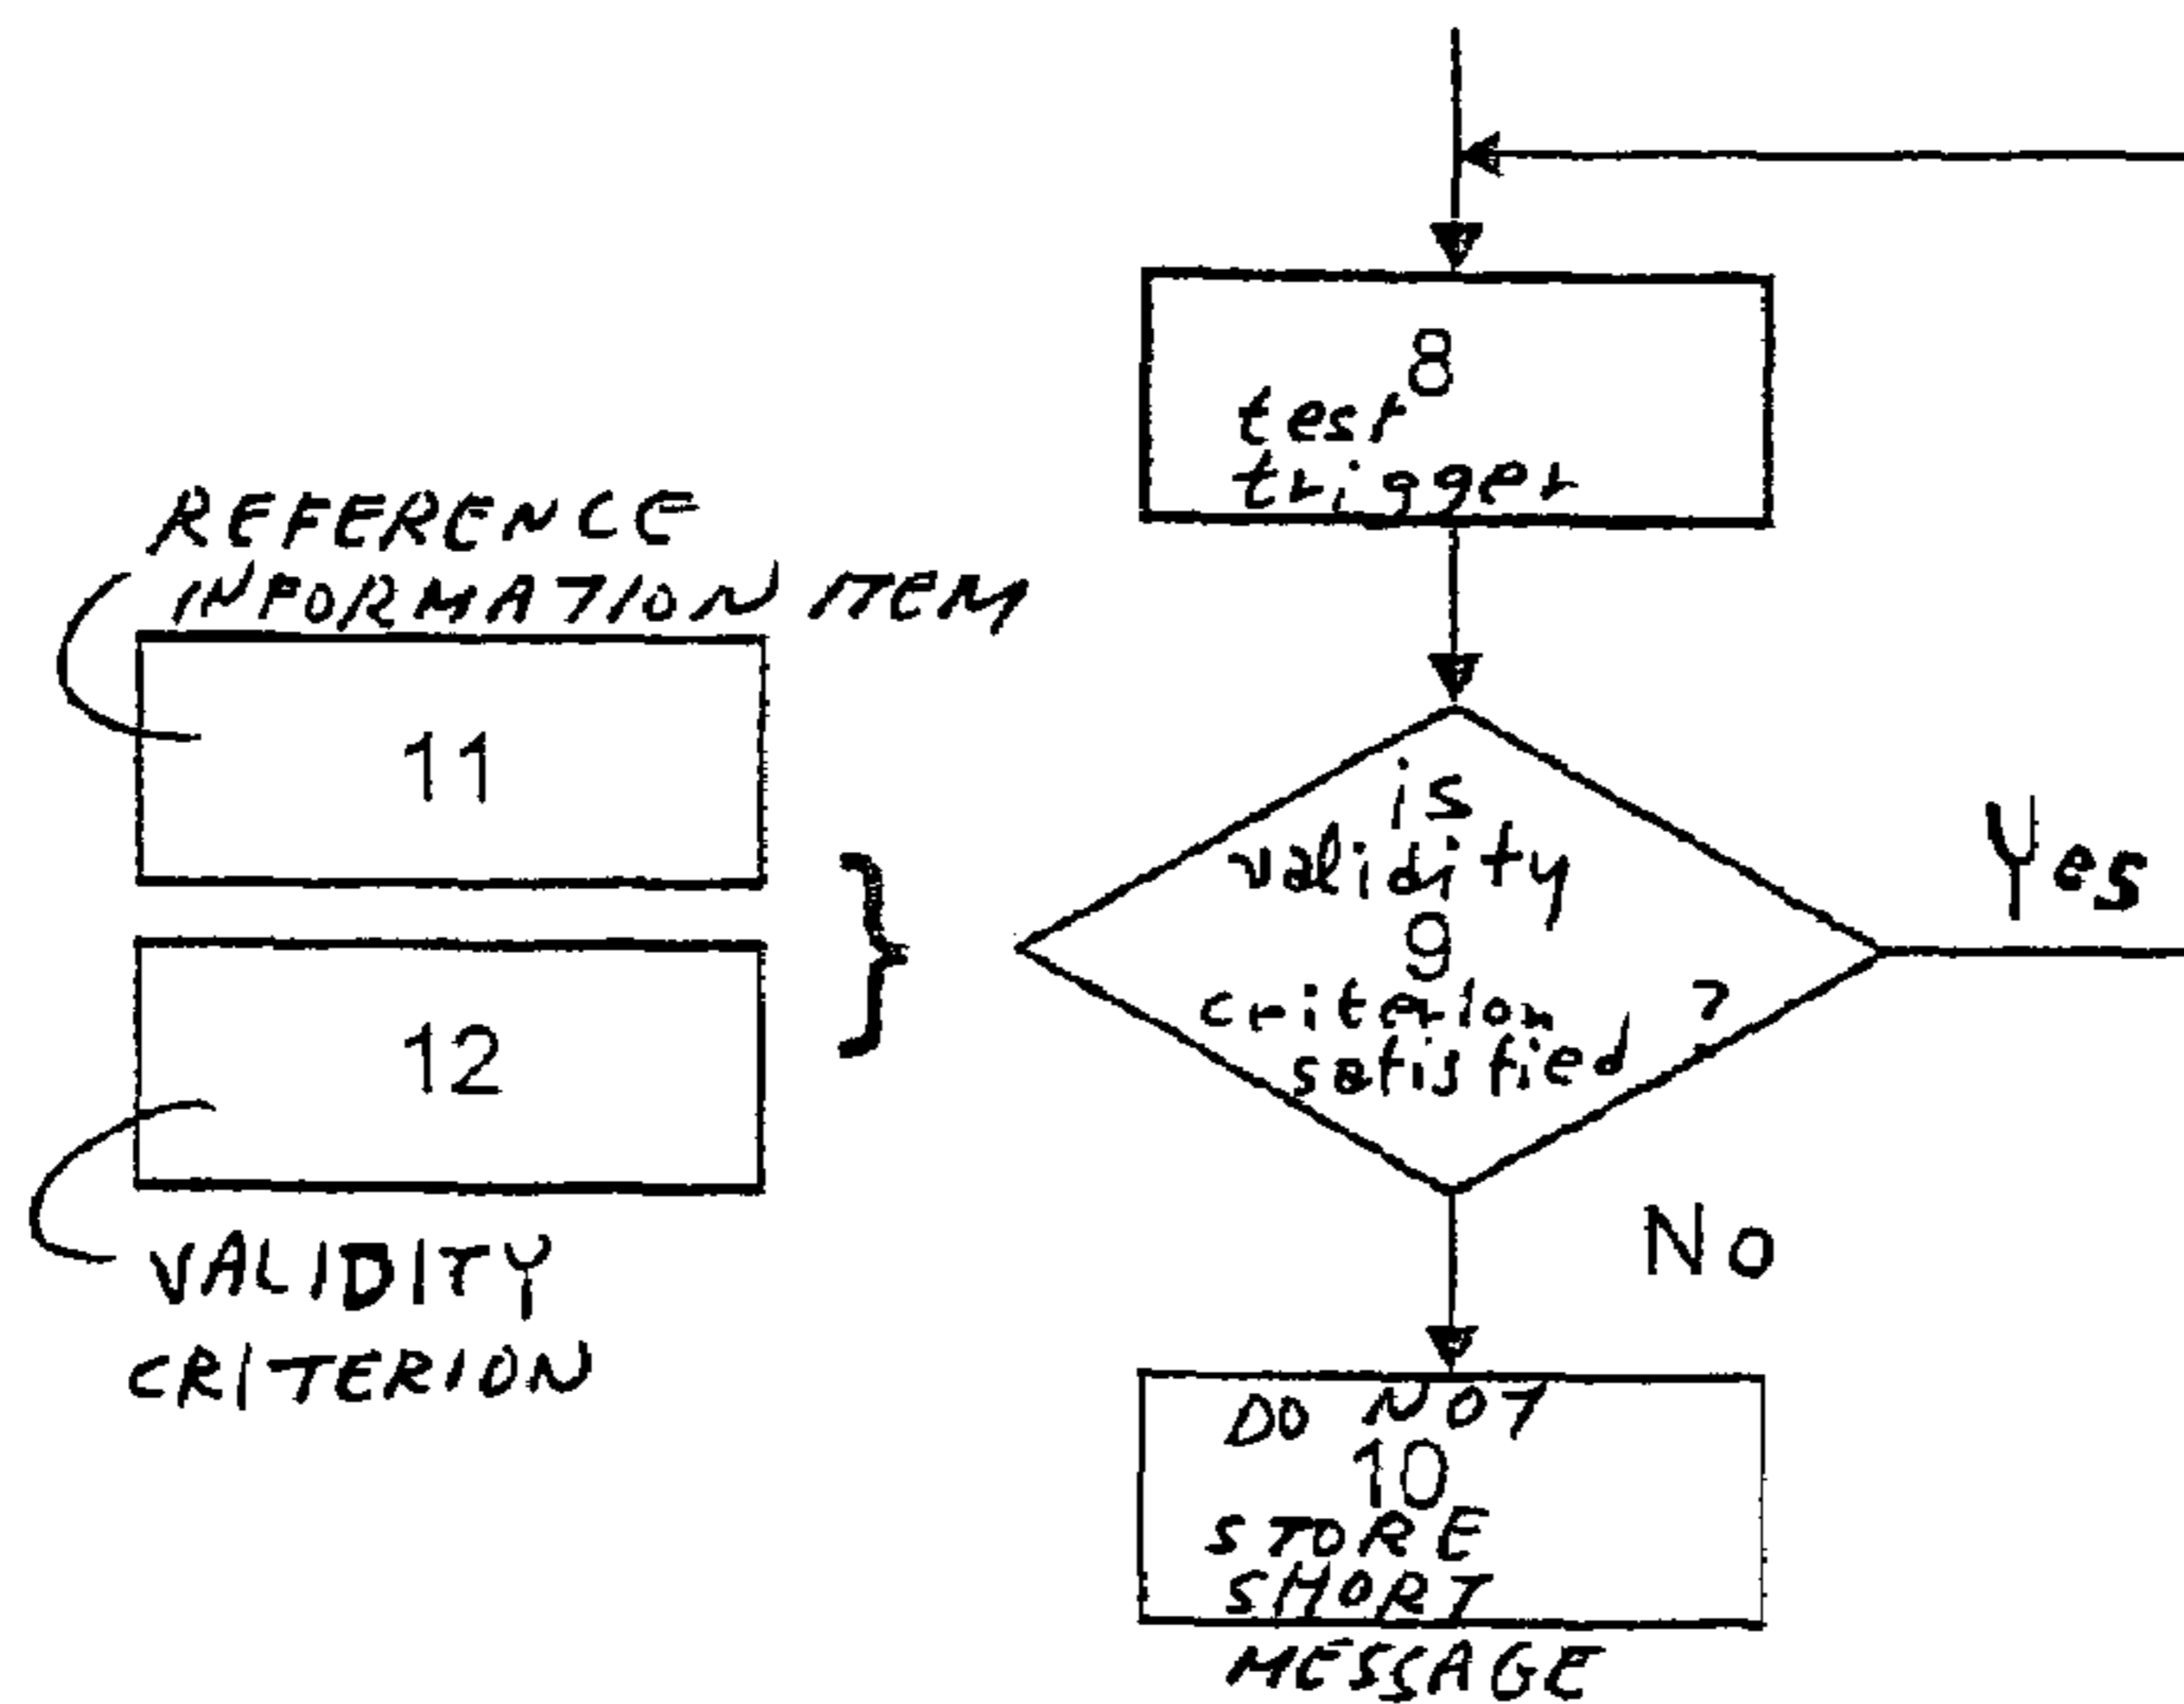 8
test
trigger
REFERENCE
INFORMATION ITEM
11
12
VALIDITY
CRITERION
is
validity
9
criterion
satisfied ?
Yes
No
DO NOT
10
STORE
SHORT
MESSAGE